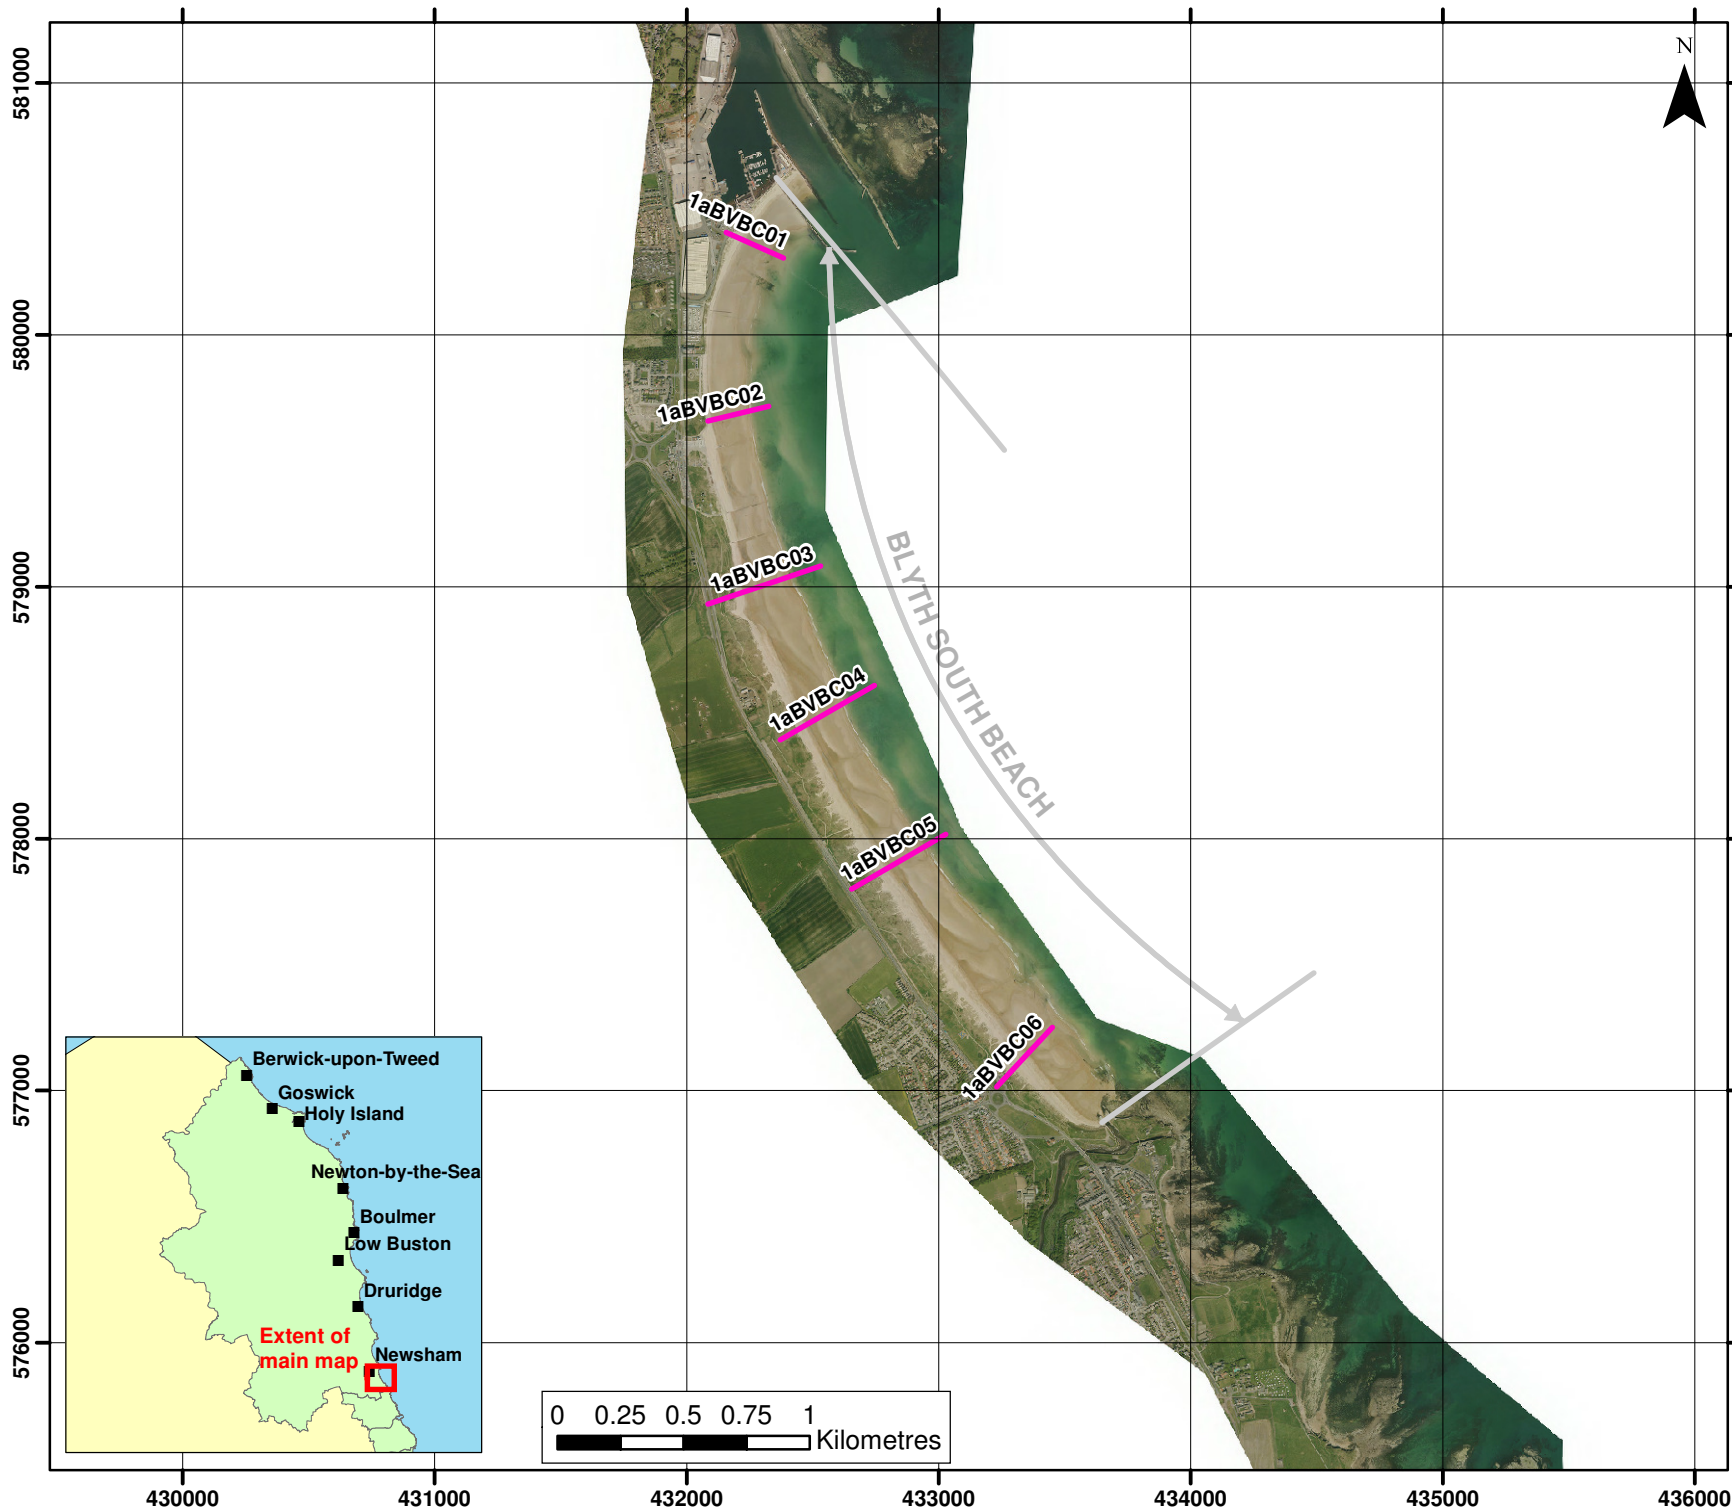 N
581000
580000
579000
578000
577000
576000
1aBVBC01
1aBVBC02
1aBVBC03
1aBVBC04
1aBVBC05
1aBVBC06
BLYTH SOUTH BEACH
Berwick-upon-Tweed
Goswick
Holy Island
Newton-by-the-Sea
Boulmer
Low Buston
Druridge
Extent of
main map
Newsham
0 0.25 0.5 0.75 1
Kilometres
430000 431000 432000 433000 434000 435000 436000